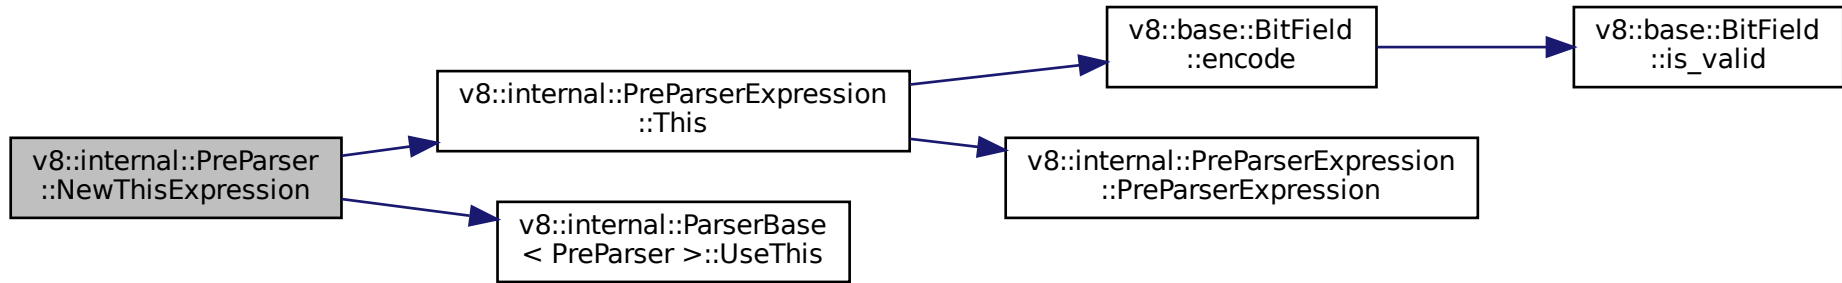 v8::internal::PreParser
::NewThisExpression
v8::internal::PreParserExpression
::This
v8::internal::ParserBase
< PreParser >::UseThis
v8::base::BitField
::encode
v8::internal::PreParserExpression
::PreParserExpression
v8::base::BitField
::is_valid